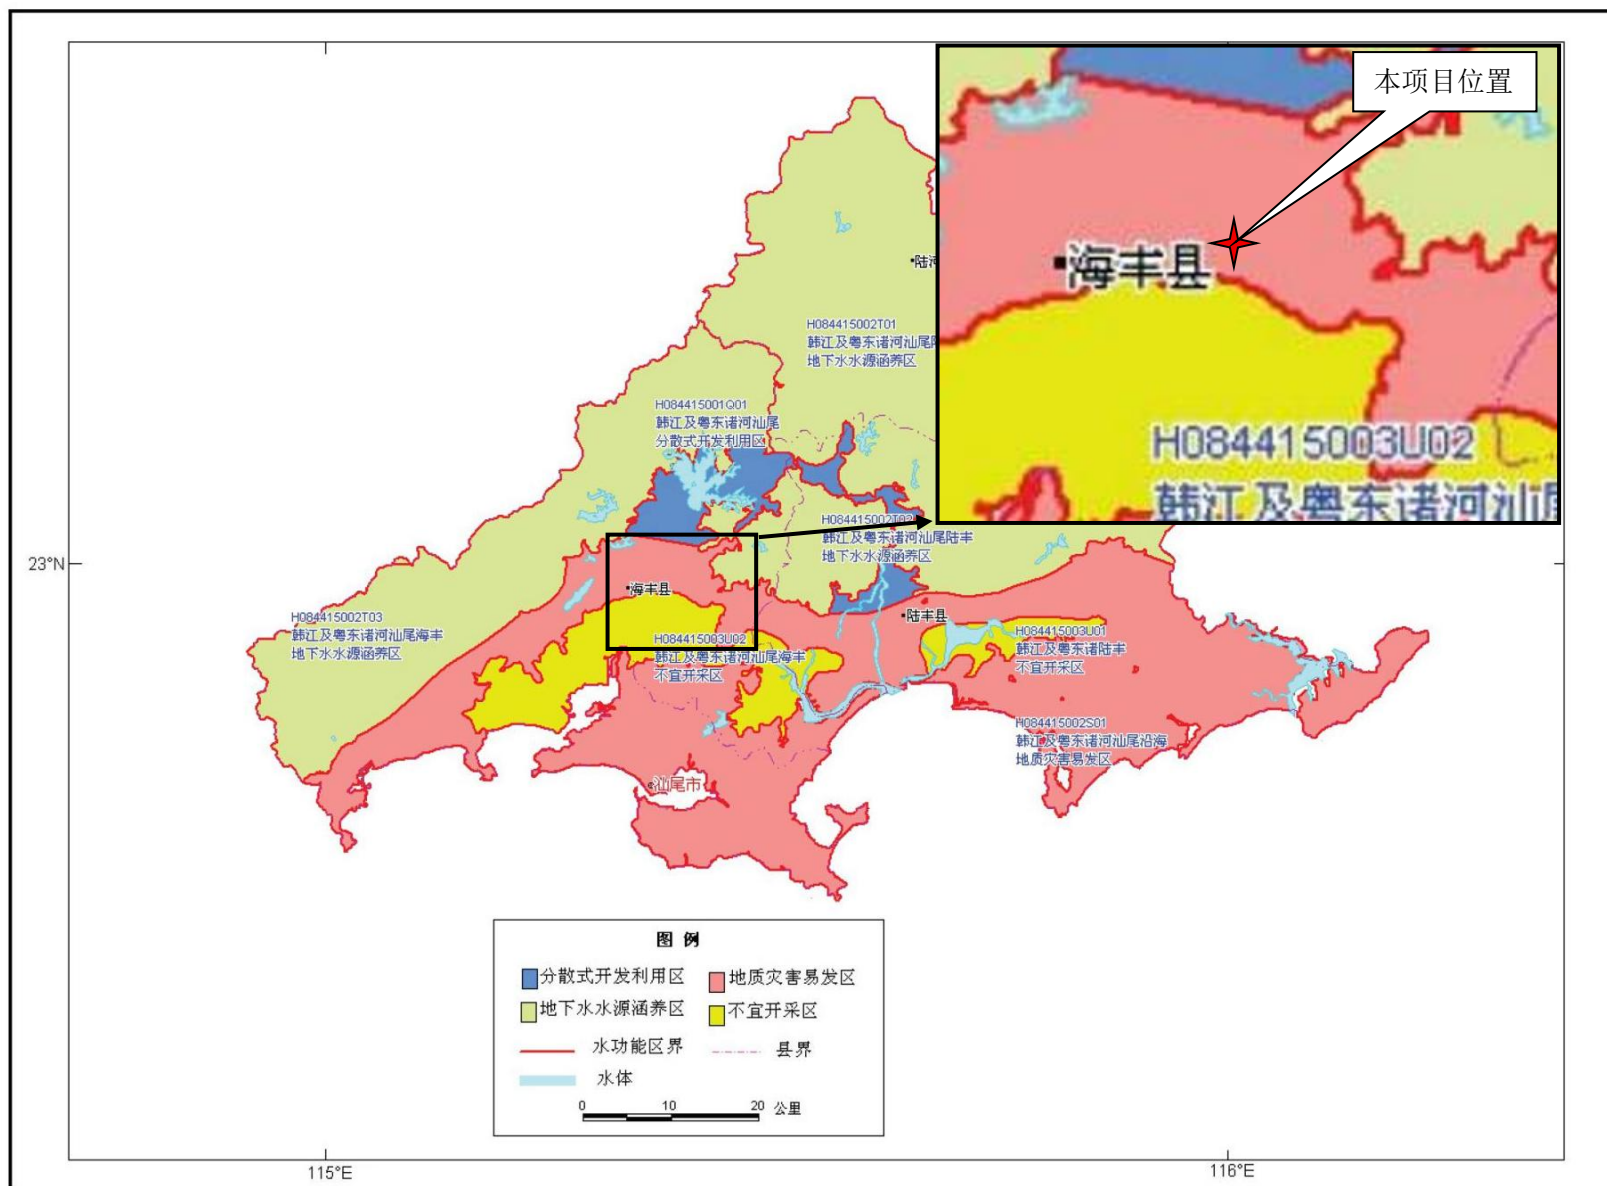 本项目位置
海丰县
H084415003U02
韩江及粤东诸河汕尾
陆河
H084415002T01
韩江及粤东诸河汕尾陆
地下水水源涵养区
H084415001Q01
韩江及粤东诸河汕尾
分散式开发利用区
H084415002T02
韩江及粤东诸河汕尾陆丰
地下水水源涵养区
23°N
海丰县
陆丰县
H084415002T03
韩江及粤东诸河汕尾海丰
地下水水源涵养区
H084415003U02
韩江及粤东诸河汕尾海丰
不宜开采区
H084415003U01
韩江及粤东诸陆丰
不宜开采区
H084415002S01
韩江及粤东诸河汕尾沿海
地质灾害易发区
汕尾市
图例
分散式开发利用区
地质灾害易发区
地下水水源涵养区
不宜开采区
水功能区界
县界
水体
0 10 20 公里
115°E
116°E